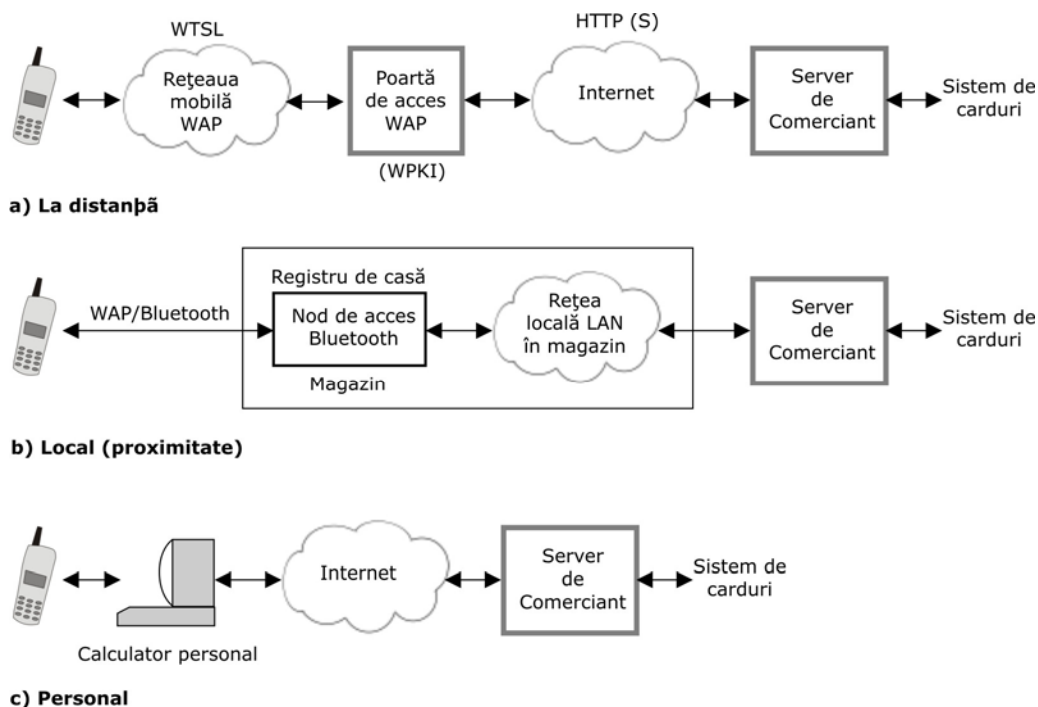 WTSL
HTTP (S)
Reţeaua
mobilă
WAP
Poartă
de acces
WAP
(WPKI)
Internet
Server
de
Comerciant
Sistem de
carduri
a) La distanþã
Registru de casă
WAP/Bluetooth
Nod de acces
Bluetooth
Magazin
Reţea
locală LAN
în magazin
Server
de
Comerciant
Sistem de
carduri
b) Local (proximitate)
Calculator personal
Internet
Server
de
Comerciant
Sistem de
carduri
c) Personal